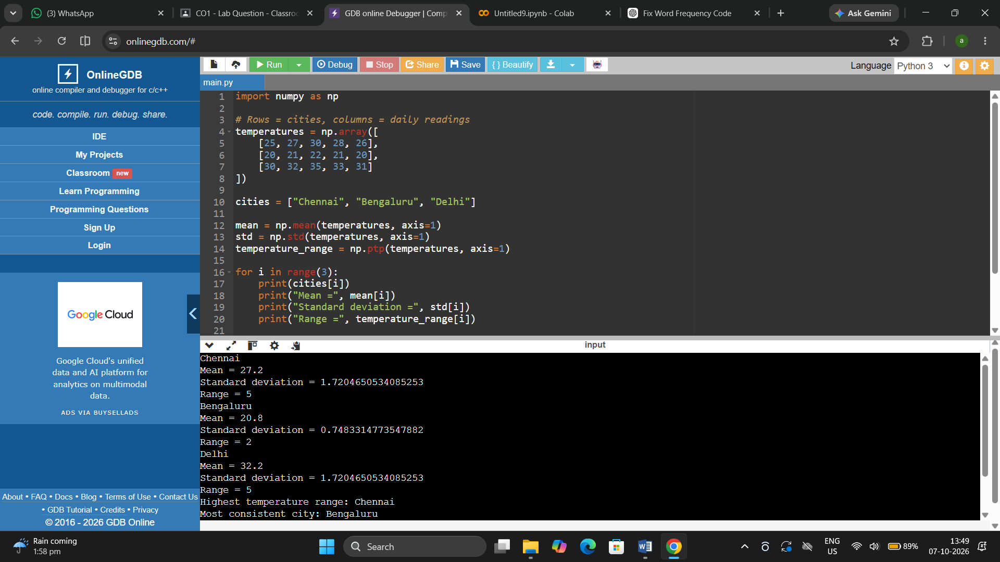 (3) WhatsApp
CO1 - Lab Question - Classroc
GDB online Debugger | Comp
Untitled9.ipynb - Colab
Fix Word Frequency Code
Ask Gemini
onlinegdb.com/#
a
OnlineGDB
online compiler and debugger for c/c++
code. compile. run. debug. share.
IDE
My Projects
Classroom new
Learn Programming
Programming Questions
Sign Up
Login
Google Cloud
Google Cloud's unified
data and AI platform for
analytics on multimodal
data.
ADS VIA BUYSELLADS
About • FAQ • Docs • Blog • Terms of Use • Contact Us
• GDB Tutorial • Credits • Privacy
© 2016 - 2026 GDB Online
Run
Debug
Stop
Share
Save
{ } Beautify
Language Python 3
main.py
1 import numpy as np
2
3 # Rows = cities, columns = daily readings
4 temperatures = np.array([
5     [25, 27, 30, 28, 26],
6     [20, 21, 22, 21, 20],
7     [30, 32, 35, 33, 31]
8 ])
9
10 cities = ["Chennai", "Bengaluru", "Delhi"]
11
12 mean = np.mean(temperatures, axis=1)
13 std = np.std(temperatures, axis=1)
14 temperature_range = np.ptp(temperatures, axis=1)
15
16 for i in range(3):
17     print(cities[i])
18     print("Mean =", mean[i])
19     print("Standard deviation =", std[i])
20     print("Range =", temperature_range[i])
21
input
Chennai
Mean = 27.2
Standard deviation = 1.7204650534085253
Range = 5
Bengaluru
Mean = 20.8
Standard deviation = 0.7483314773547882
Range = 2
Delhi
Mean = 32.2
Standard deviation = 1.7204650534085253
Range = 5
Highest temperature range: Chennai
Most consistent city: Bengaluru
Rain coming
1:58 pm
Search
ENG
US
89%
13:49
07-10-2026